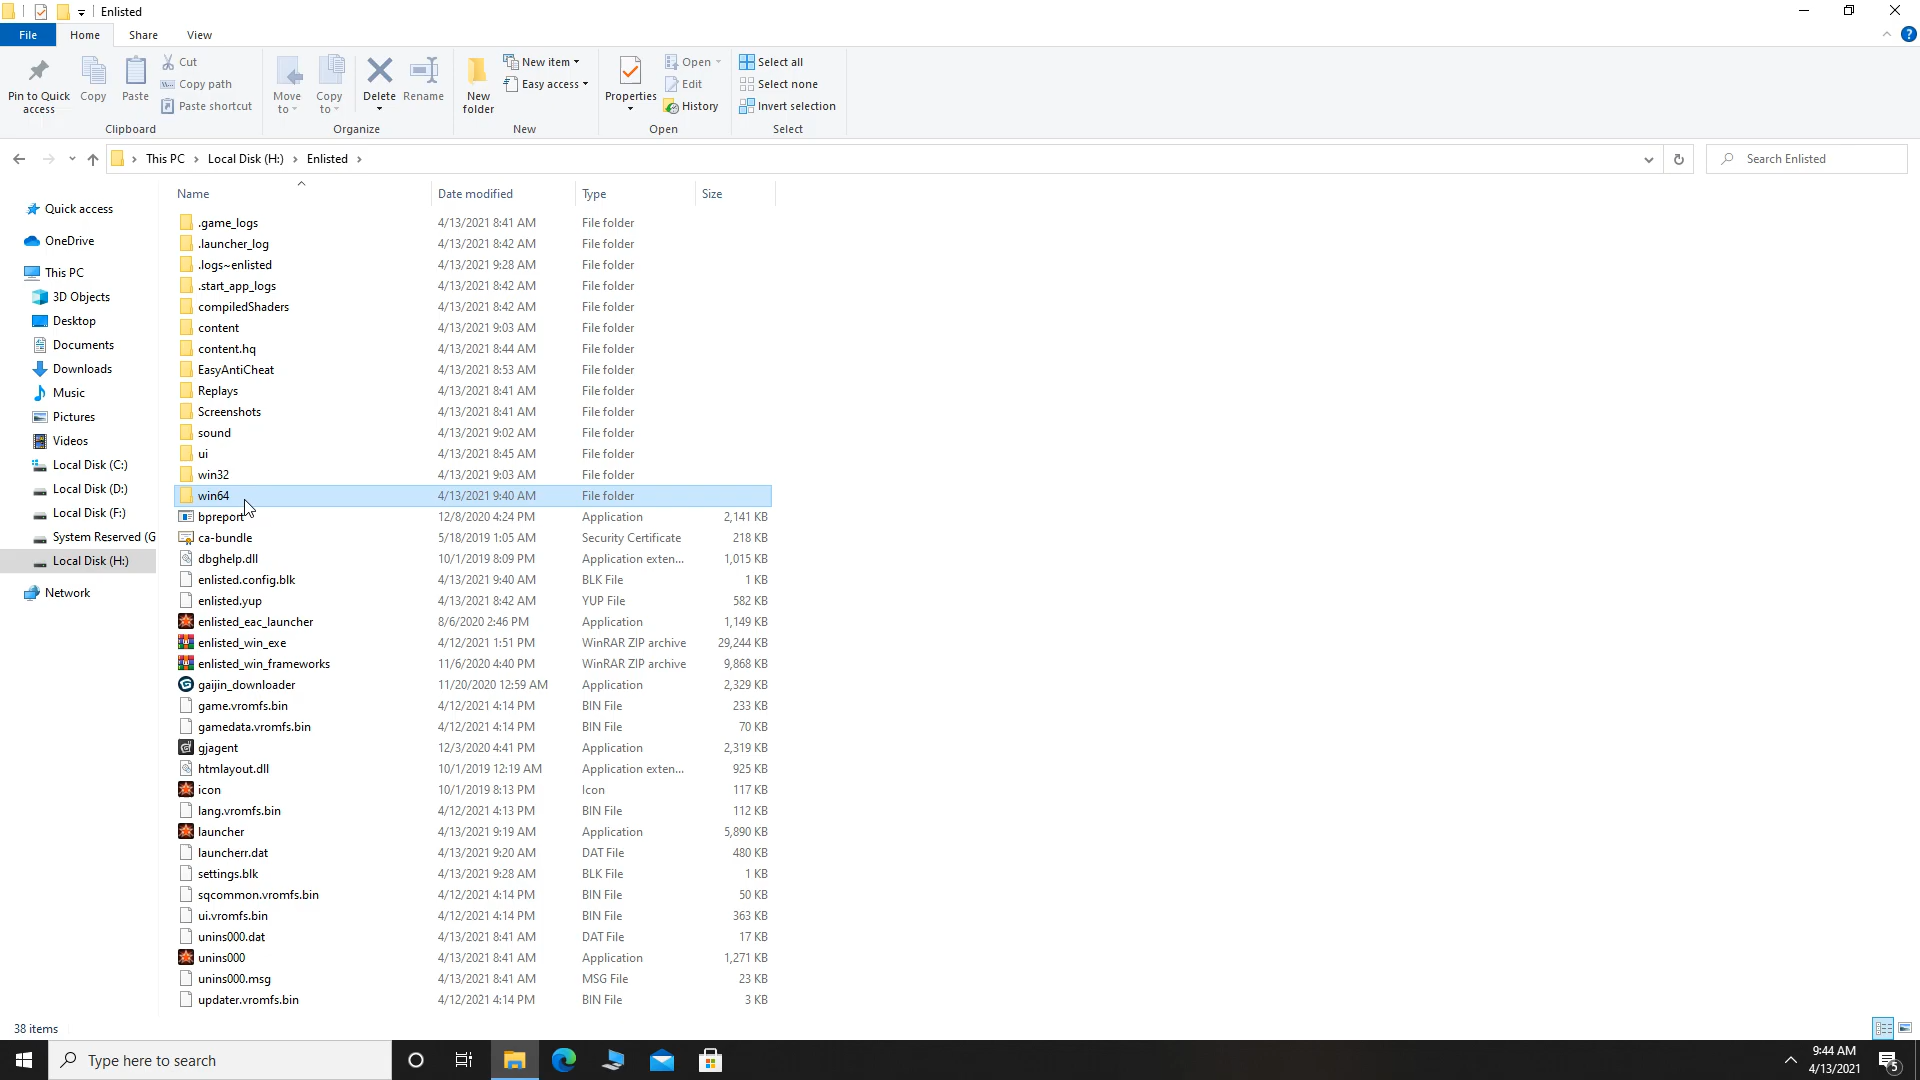 Enlisted
File Home Share View
Pin to Quick access
Copy
Paste
Cut
Copy path
Paste shortcut
Clipboard
Move to
Copy to
Delete
Rename
Organize
New folder
New item
Easy access
New
Properties
Open
Edit
History
Open
Select all
Select none
Invert selection
Select
This PC > Local Disk (H:) > Enlisted >
Search Enlisted
Quick access
OneDrive
This PC
3D Objects
Desktop
Documents
Downloads
Music
Pictures
Videos
Local Disk (C:)
Local Disk (D:)
Local Disk (F:)
System Reserved (G
Local Disk (H:)
Network
Name Date modified Type Size
.game_logs 4/13/2021 8:41 AM File folder
.launcher_log 4/13/2021 8:42 AM File folder
.logs~enlisted 4/13/2021 9:28 AM File folder
.start_app_logs 4/13/2021 8:42 AM File folder
compiledShaders 4/13/2021 8:42 AM File folder
content 4/13/2021 9:03 AM File folder
content.hq 4/13/2021 8:44 AM File folder
EasyAntiCheat 4/13/2021 8:53 AM File folder
Replays 4/13/2021 8:41 AM File folder
Screenshots 4/13/2021 8:41 AM File folder
sound 4/13/2021 9:02 AM File folder
ui 4/13/2021 8:45 AM File folder
win32 4/13/2021 9:03 AM File folder
win64 4/13/2021 9:40 AM File folder
bpreport 12/8/2020 4:24 PM Application 2,141 KB
ca-bundle 5/18/2019 1:05 AM Security Certificate 218 KB
dbghelp.dll 10/1/2019 8:09 PM Application exten... 1,015 KB
enlisted.config.blk 4/13/2021 9:40 AM BLK File 1 KB
enlisted.yup 4/13/2021 8:42 AM YUP File 582 KB
enlisted_eac_launcher 8/6/2020 2:46 PM Application 1,149 KB
enlisted_win_exe 4/12/2021 1:51 PM WinRAR ZIP archive 29,244 KB
enlisted_win_frameworks 11/6/2020 4:40 PM WinRAR ZIP archive 9,868 KB
gaijin_downloader 11/20/2020 12:59 AM Application 2,329 KB
game.vromfs.bin 4/12/2021 4:14 PM BIN File 233 KB
gamedata.vromfs.bin 4/12/2021 4:14 PM BIN File 70 KB
gjagent 12/3/2020 4:41 PM Application 2,319 KB
htmlayout.dll 10/1/2019 12:19 AM Application exten... 925 KB
icon 10/1/2019 8:13 PM Icon 117 KB
lang.vromfs.bin 4/12/2021 4:13 PM BIN File 112 KB
launcher 4/13/2021 9:19 AM Application 5,890 KB
launcherr.dat 4/13/2021 9:20 AM DAT File 480 KB
settings.blk 4/13/2021 9:28 AM BLK File 1 KB
sqcommon.vromfs.bin 4/12/2021 4:14 PM BIN File 50 KB
ui.vromfs.bin 4/12/2021 4:14 PM BIN File 363 KB
unins000.dat 4/13/2021 8:41 AM DAT File 17 KB
unins000 4/13/2021 8:41 AM Application 1,271 KB
unins000.msg 4/13/2021 8:41 AM MSG File 23 KB
updater.vromfs.bin 4/12/2021 4:14 PM BIN File 3 KB
38 items
Type here to search
9:44 AM
4/13/2021
5